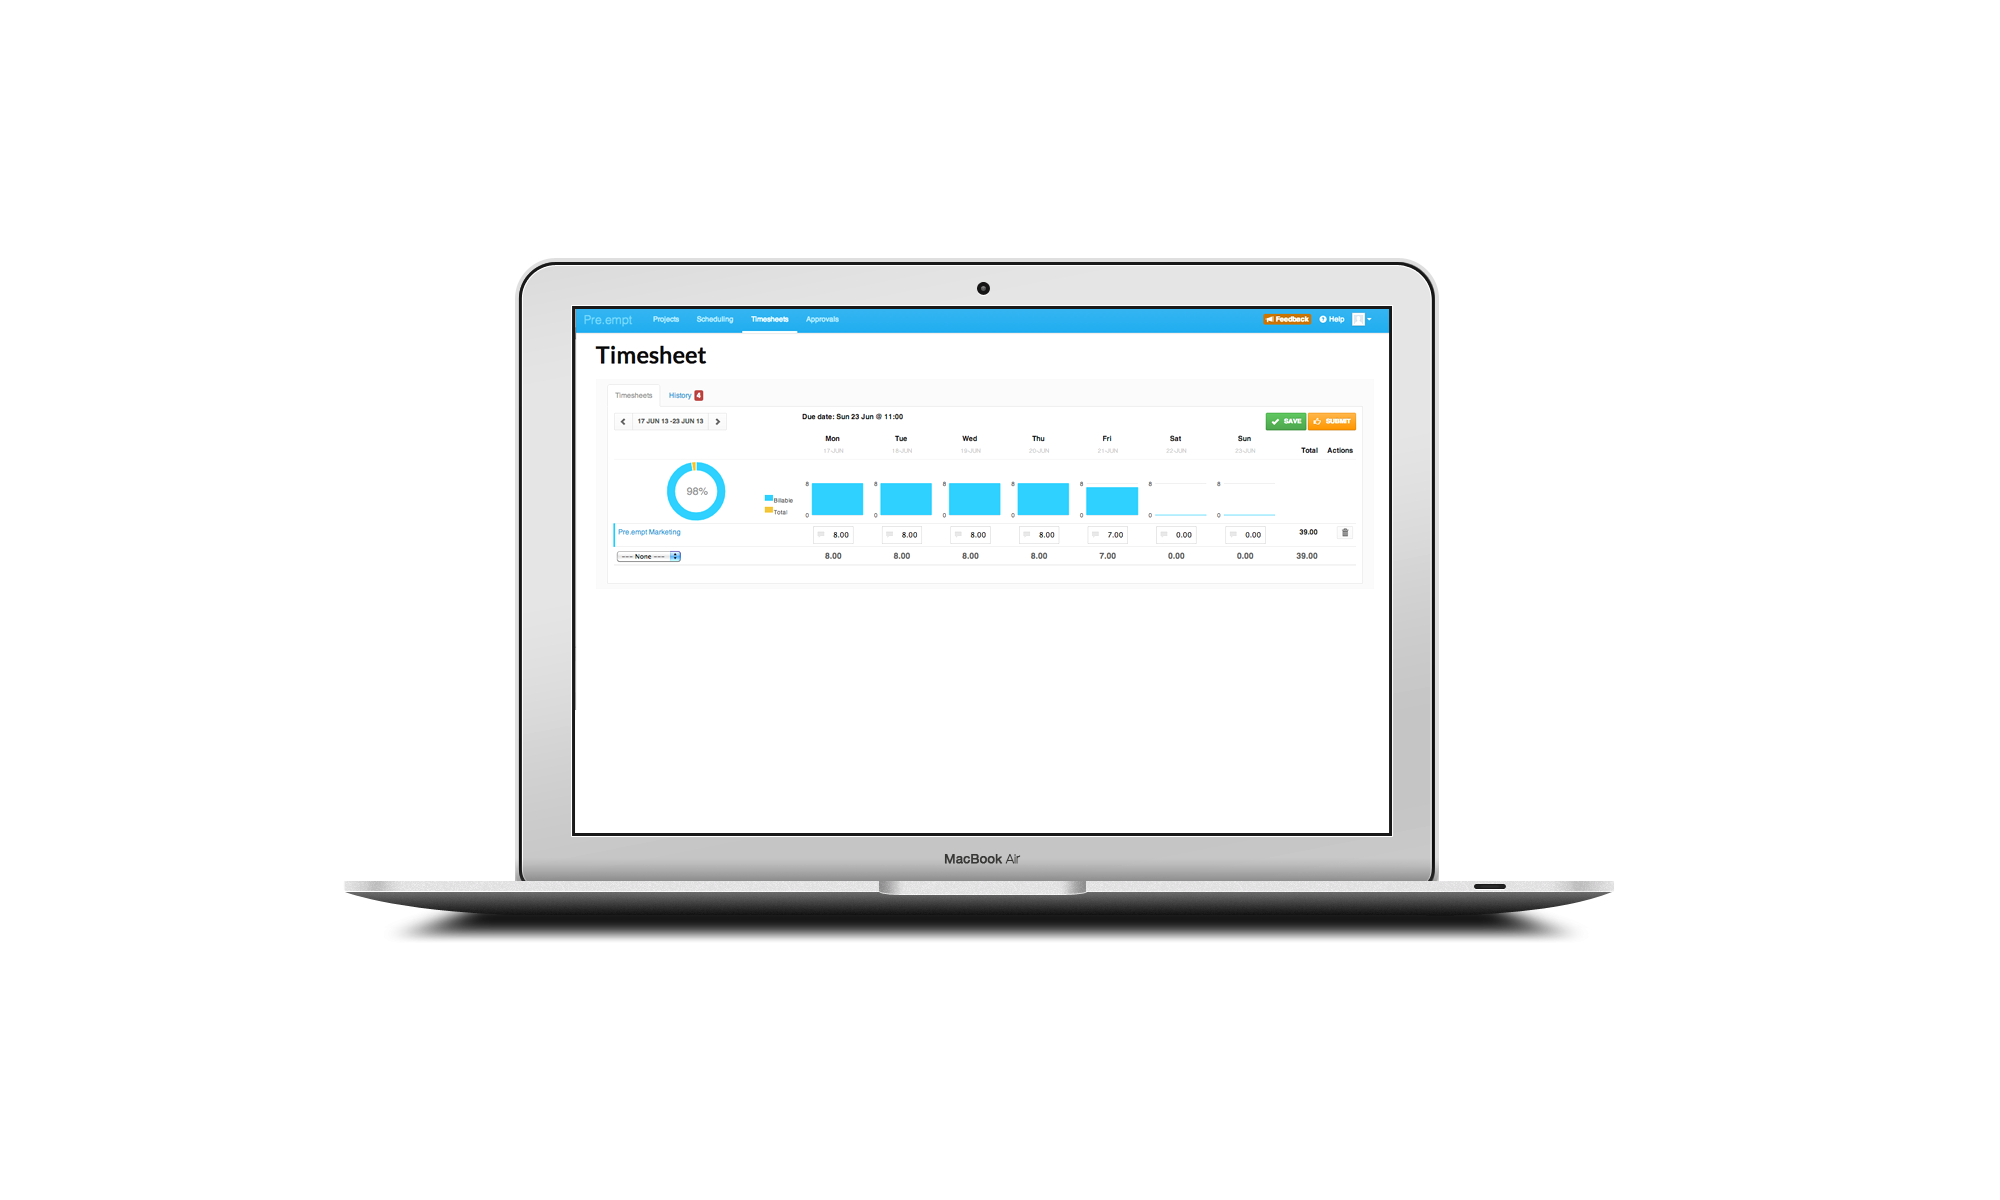 Pre.empt Projects Scheduling Timesheets Approvals Feedback Help
Timesheet
Timesheets History 4
17 JUN 13 -23 JUN 13 Due date: Sun 23 Jun @ 11:00 SAVE SUBMIT
Mon Tue Wed Thu Fri Sat Sun
17-JUN 18-JUN 19-JUN 20-JUN 21-JUN 22-JUN 23-JUN Total Actions
8 8 8 8 8 8 8
98% Billable
Total
0 0 0 0 0 0 0
Pre.empt Marketing 8.00 8.00 8.00 8.00 7.00 0.00 0.00 39.00
--- None --- 8.00 8.00 8.00 8.00 7.00 0.00 0.00 39.00
MacBook Air